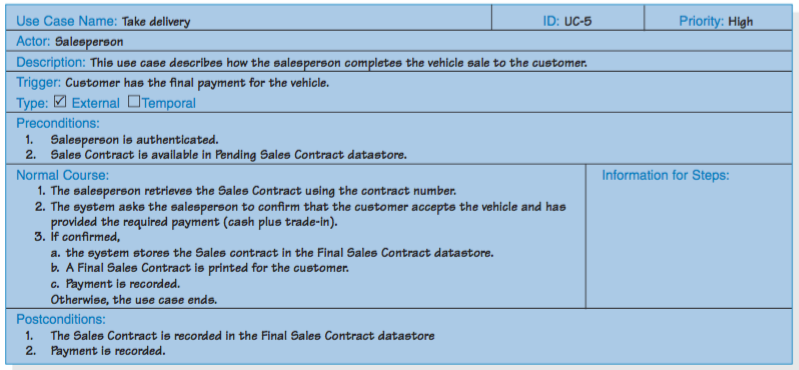 Use Case Name: Take delivery ID: UC-5 Priority: High
Actor: Salesperson
Description: This use case describes how the salesperson completes the vehicle sale to the customer.
Trigger: Customer has the final payment for the vehicle.
Type: ☑ External ☐ Temporal
Preconditions:
1. Salesperson is authenticated.
2. Sales Contract is available in Pending Sales Contract datastore.
Normal Course: Information for Steps:
1. The salesperson retrieves the Sales Contract using the contract number.
2. The system asks the salesperson to confirm that the customer accepts the vehicle and has
provided the required payment (cash plus trade-in).
3. If confirmed,
a. the system stores the Sales contract in the Final Sales Contract datastore.
b. A Final Sales Contract is printed for the customer.
c. Payment is recorded.
Otherwise, the use case ends.
Postconditions:
1. The Sales Contract is recorded in the Final Sales Contract datastore
2. Payment is recorded.